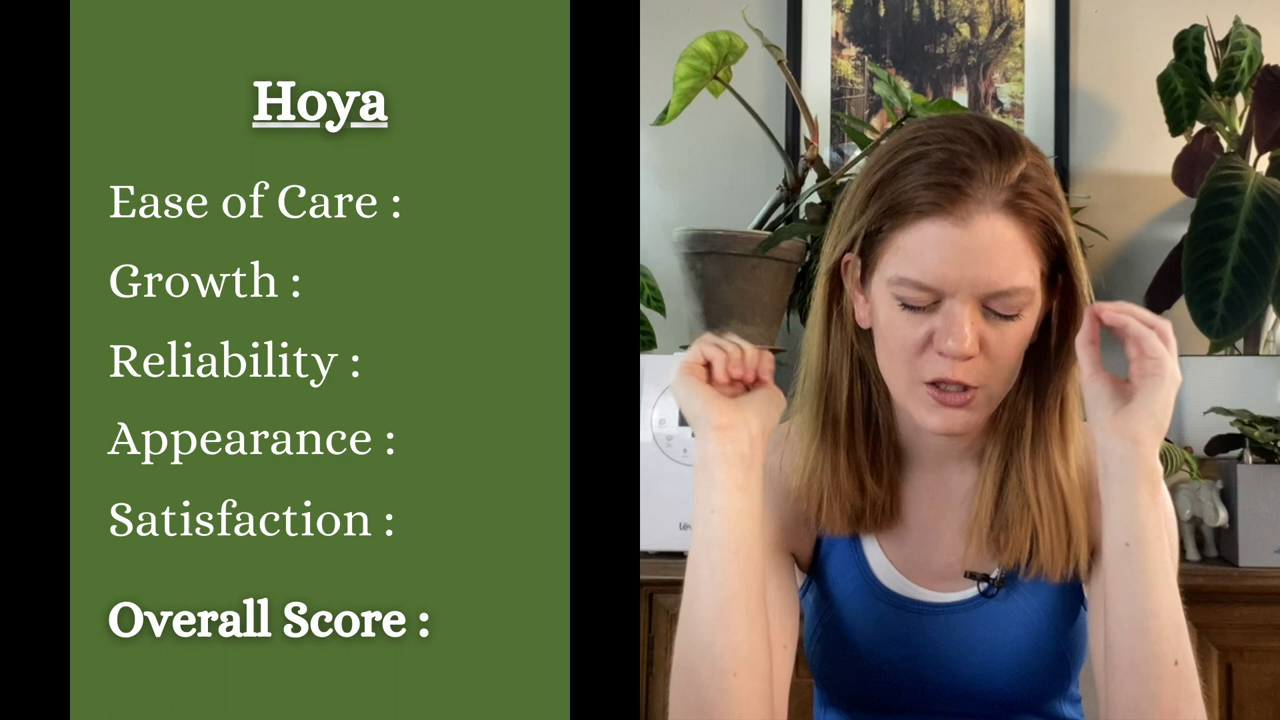 Hoya
Ease of Care :
Growth :
Reliability :
Appearance :
Satisfaction :
Overall Score :